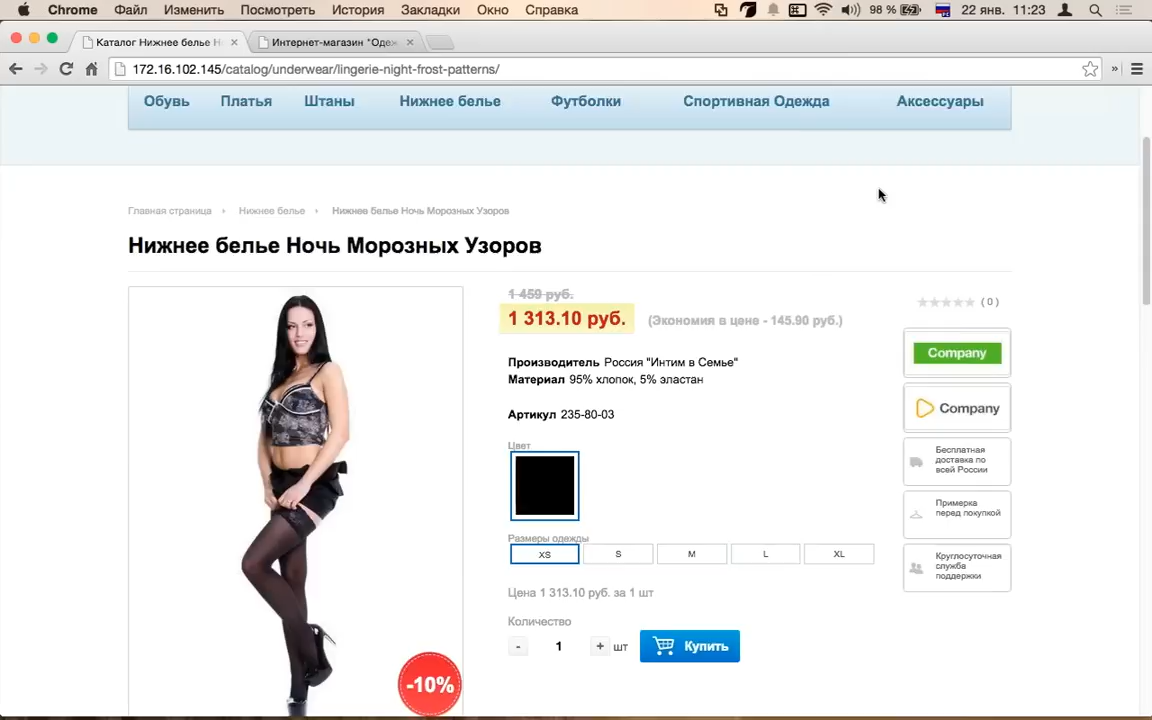 Chrome Файл Изменить Посмотреть История Закладки Окно Справка 98 % 22 янв. 11:23
Каталог Нижнее белье Н Интернет-магазин "Одеж
172.16.102.145/catalog/underwear/lingerie-night-frost-patterns/
Обувь Платья Штаны Нижнее белье Футболки Спортивная Одежда Аксессуары
Главная страница Нижнее белье Нижнее белье Ночь Морозных Узоров
Нижнее белье Ночь Морозных Узоров
1 459 руб.
1 313.10 руб. (Экономия в цене - 145.90 руб.)
( 0 )
Производитель Россия "Интим в Семье"
Материал 95% хлопок, 5% эластан
Артикул 235-80-03
Цвет
Размеры одежды
XS S M L XL
Цена 1 313.10 руб. за 1 шт
Количество
- 1 + шт Купить
-10%
Company
Company
Бесплатная
доставка по
всей России
Примерка
перед покупкой
Круглосуточная
служба
поддержки